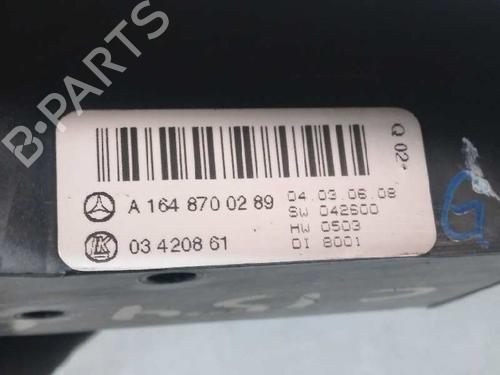 B-PARTS
Q 02
A 164 870 02 89 04.03.06.08
SW 042600
HW 0503
LK 03 4208 61 DI 8001
G